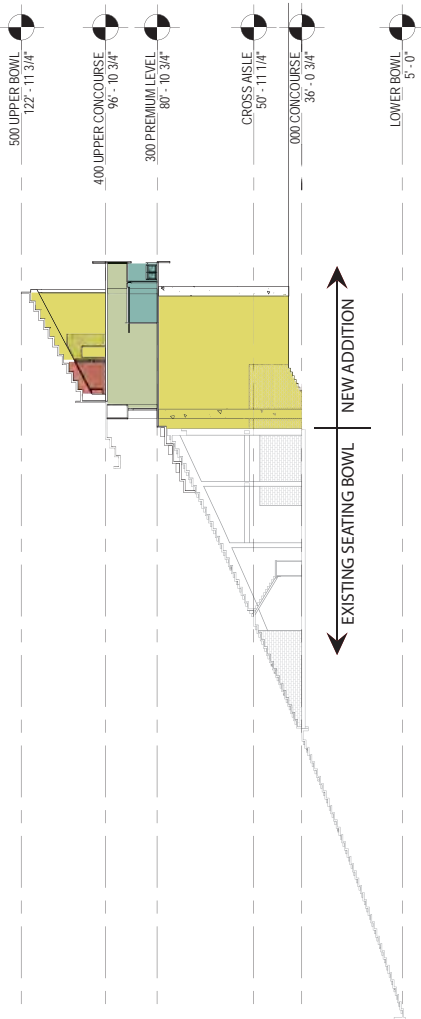 500 UPPER BOWL
122' - 11 3/4"
400 UPPER CONCOURSE
96' - 10 3/4"
300 PREMIUM LEVEL
80' - 10 3/4"
CROSS AISLE
50' - 11 1/4"
000 CONCOURSE
36' - 0 3/4"
LOWER BOWL
5' - 0"
EXISTING SEATING BOWL
NEW ADDITION